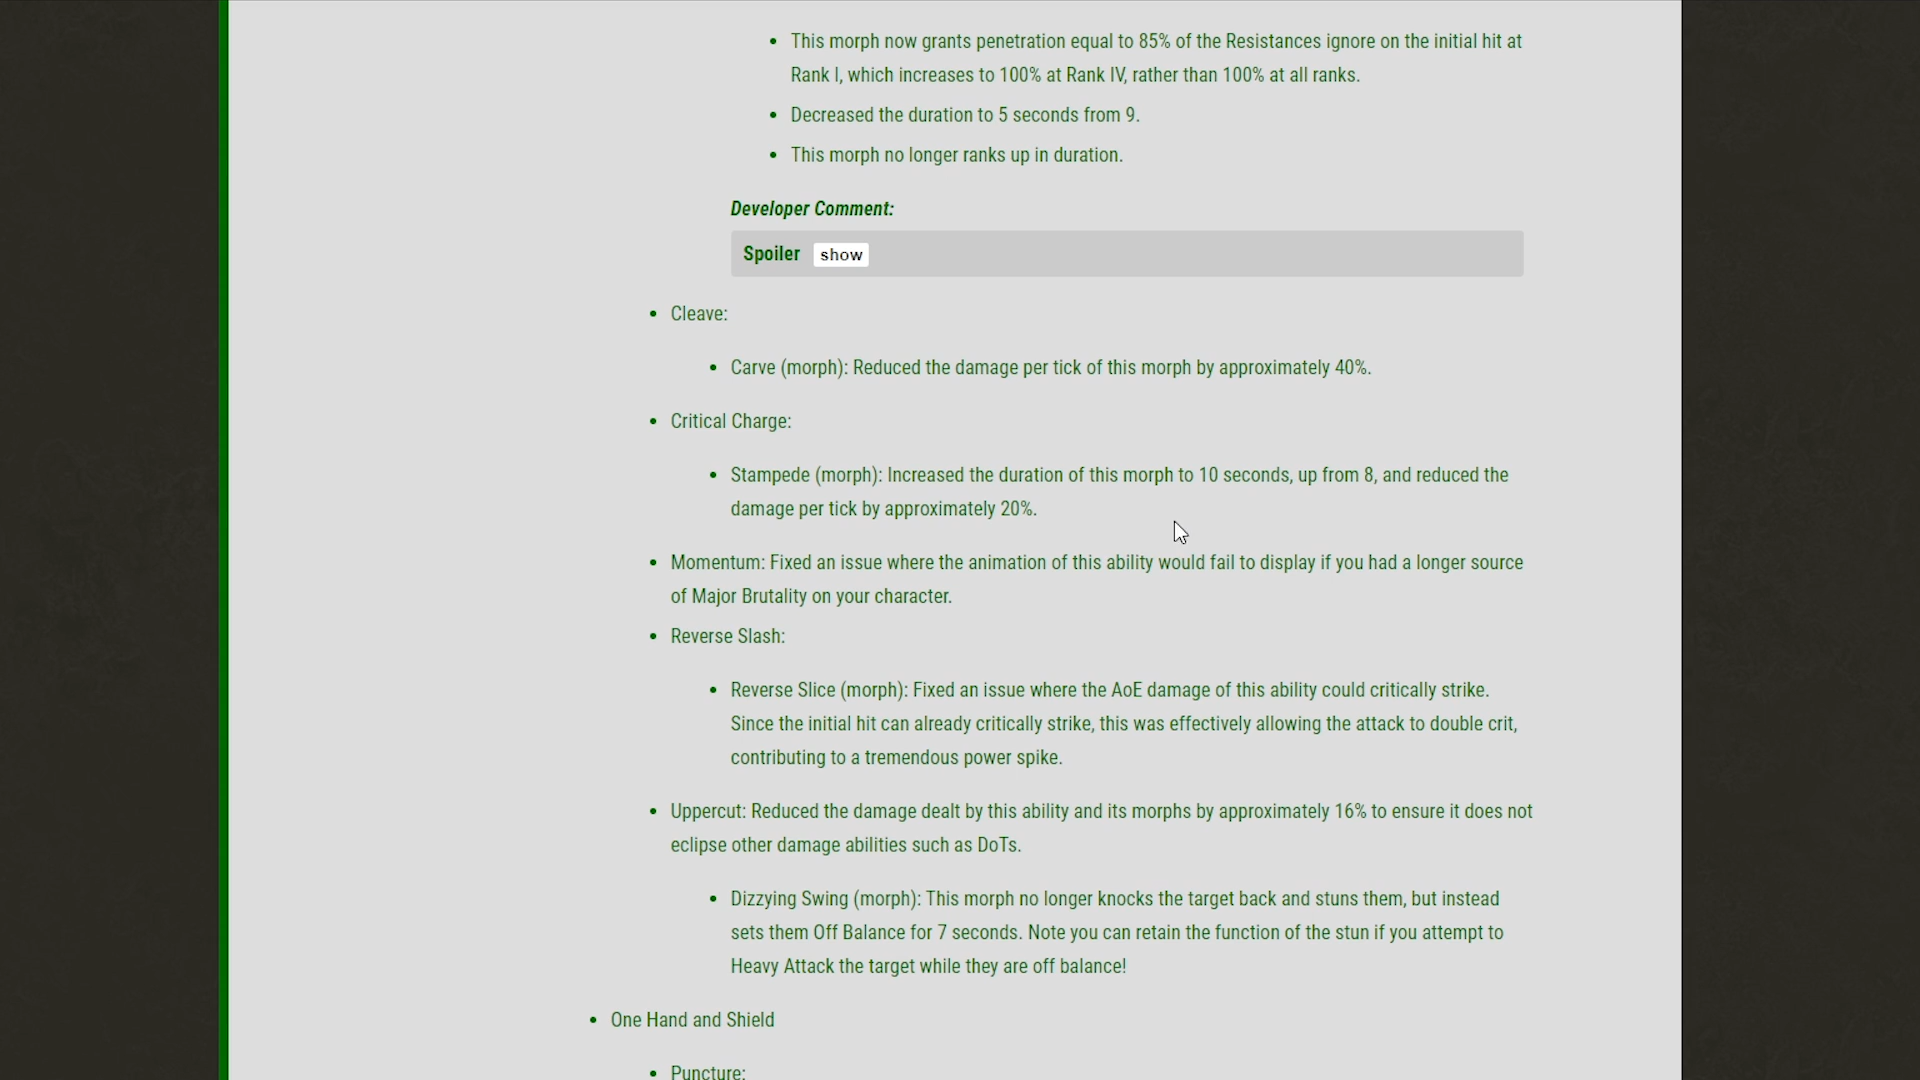 This morph now grants penetration equal to 85% of the Resistances ignore on the initial hit at
Rank I, which increases to 100% at Rank IV, rather than 100% at all ranks.
Decreased the duration to 5 seconds from 9.
This morph no longer ranks up in duration.
Developer Comment:
Spoiler show
Cleave:
Carve (morph): Reduced the damage per tick of this morph by approximately 40%.
Critical Charge:
Stampede (morph): Increased the duration of this morph to 10 seconds, up from 8, and reduced the
damage per tick by approximately 20%.
Momentum: Fixed an issue where the animation of this ability would fail to display if you had a longer source
of Major Brutality on your character.
Reverse Slash:
Reverse Slice (morph): Fixed an issue where the AoE damage of this ability could critically strike.
Since the initial hit can already critically strike, this was effectively allowing the attack to double crit,
contributing to a tremendous power spike.
Uppercut: Reduced the damage dealt by this ability and its morphs by approximately 16% to ensure it does not
eclipse other damage abilities such as DoTs.
Dizzying Swing (morph): This morph no longer knocks the target back and stuns them, but instead
sets them Off Balance for 7 seconds. Note you can retain the function of the stun if you attempt to
Heavy Attack the target while they are off balance!
One Hand and Shield
Puncture: